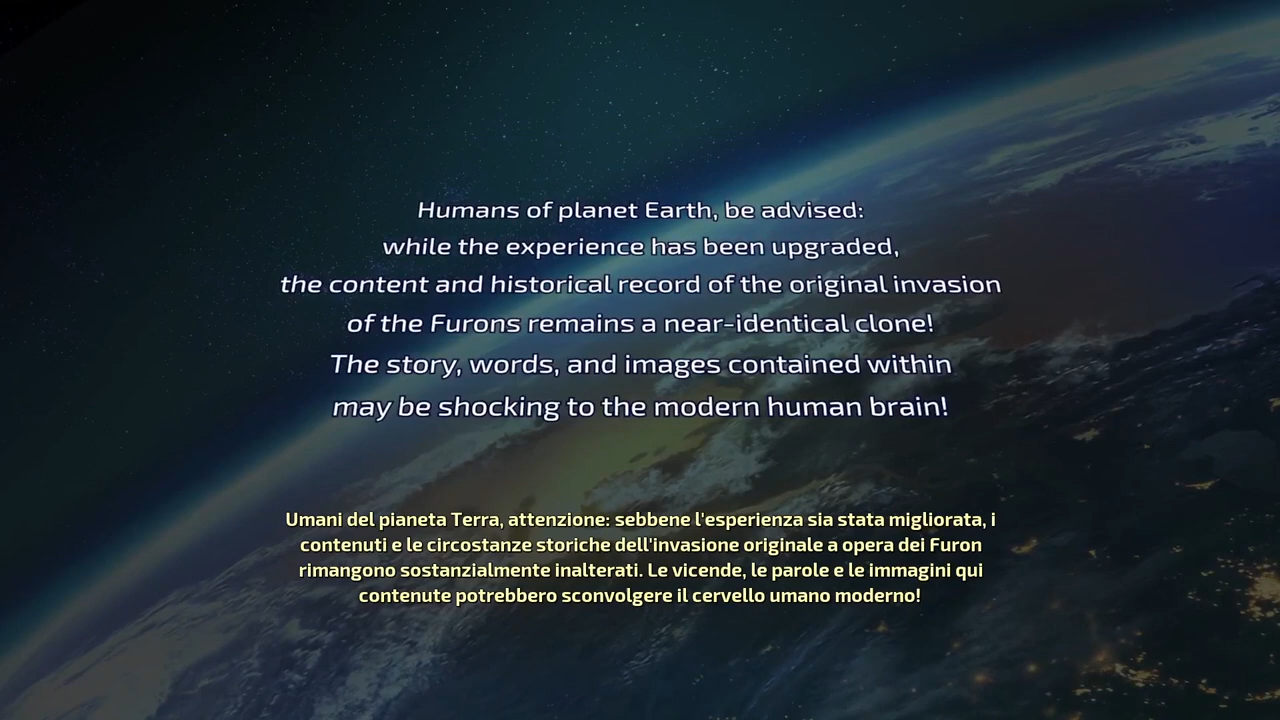 Humans of planet Earth, be advised:
while the experience has been upgraded,
the content and historical record of the original invasion
of the Furons remains a near-identical clone!
The story, words, and images contained within
may be shocking to the modern human brain!
Umani del pianeta Terra, attenzione: sebbene l'esperienza sia stata migliorata, i
contenuti e le circostanze storiche dell'invasione originale a opera dei Furon
rimangono sostanzialmente inalterati. Le vicende, le parole e le immagini qui
contenute potrebbero sconvolgere il cervello umano moderno!